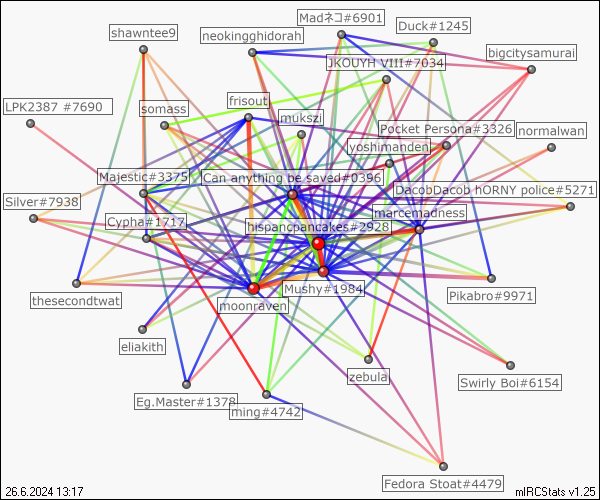 Madネコ#6901
Duck#1245
shawntee9
neokingghidorah
bigcitysamurai
JKOUYH VIII#7034
LPK2387 #7690
somass
frisout
mukszi
Pocket Persona#3326
normalwan
yoshimanden
Majestic#3375
Can anything be saved#0396
DacobDacob hORNY police#5271
Silver#7938
marcemadness
Cypha#1717
hispancpancakes#2928
Mushy#1984
thesecondtwat
moonraven
Pikabro#9971
eliakith
zebula
Swirly Boi#6154
Eg.Master#1378
ming#4742
Fedora Stoat#4479
26.6.2024 13:17
mIRCStats v1.25